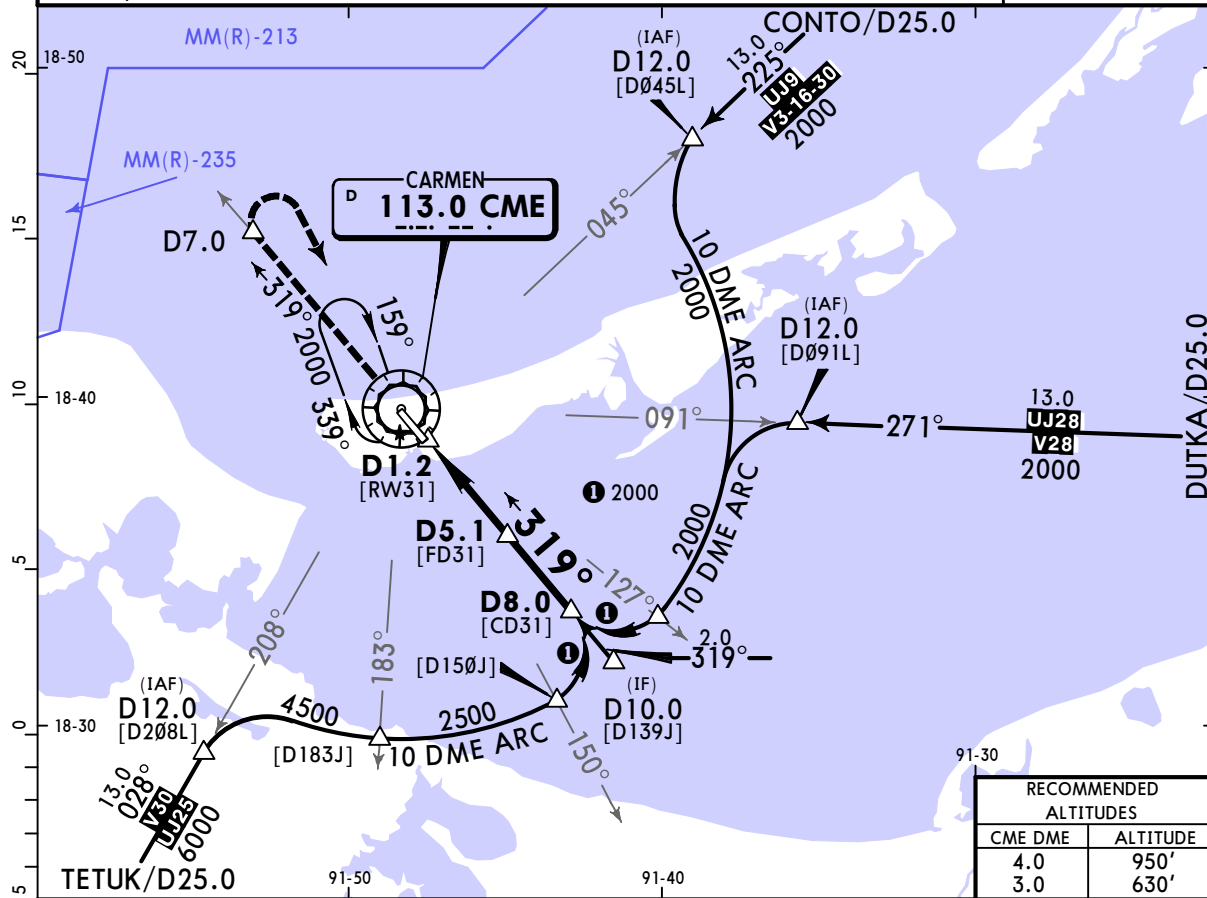 MM(R)-213
CONTO/D25.0
20
18-50
(IAF)
D12.0
[DØ45L]
13.0
225°
UJ9
V3-16-30
2000
MM(R)-235
CARMEN
D
113.0 CME
045°
15
D7.0
10 DME ARC
2000
319° 2000
159°
(IAF)
D12.0
[DØ91L]
DUTKA/D25.0
10
18-40
339°
091°
271°
13.0
UJ28
V28
2000
D1.2
[RW31]
1 2000
D5.1
[FD31]
319°
2000
10 DME ARC
5
127°
D8.0
[CD31]
1
208°
183°
[D15ØJ]
1
2.0
319°
(IAF)
D12.0
[D2Ø8L]
(IF)
D10.0
[D139J]
4500
2500
0
18-30
[D183J]
10 DME ARC
150°
91-30
13.0
028°
V30
UJ25
6000
RECOMMENDED
ALTITUDES
CME DME ALTITUDE
4.0 950'
3.0 630'
TETUK/D25.0
5
91-50
91-40